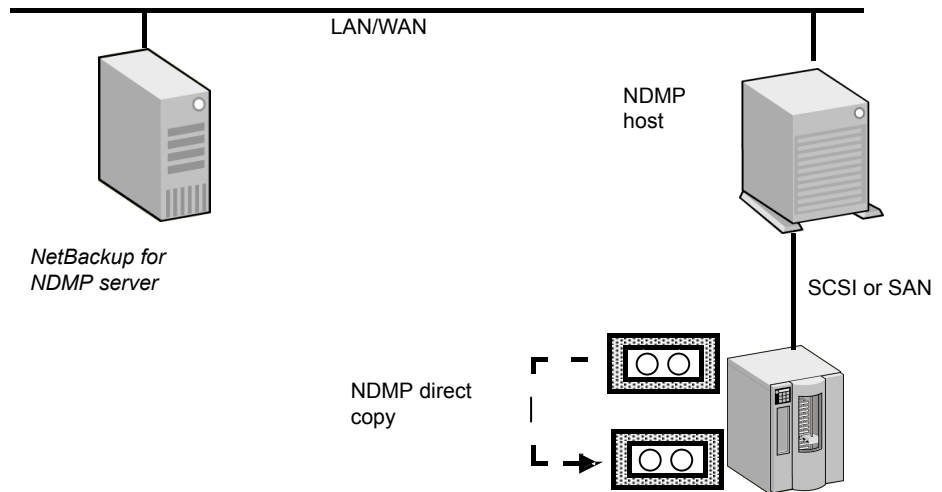 LAN/WAN
NDMP
host
NetBackup for
NDMP server
SCSI or SAN
NDMP direct
copy